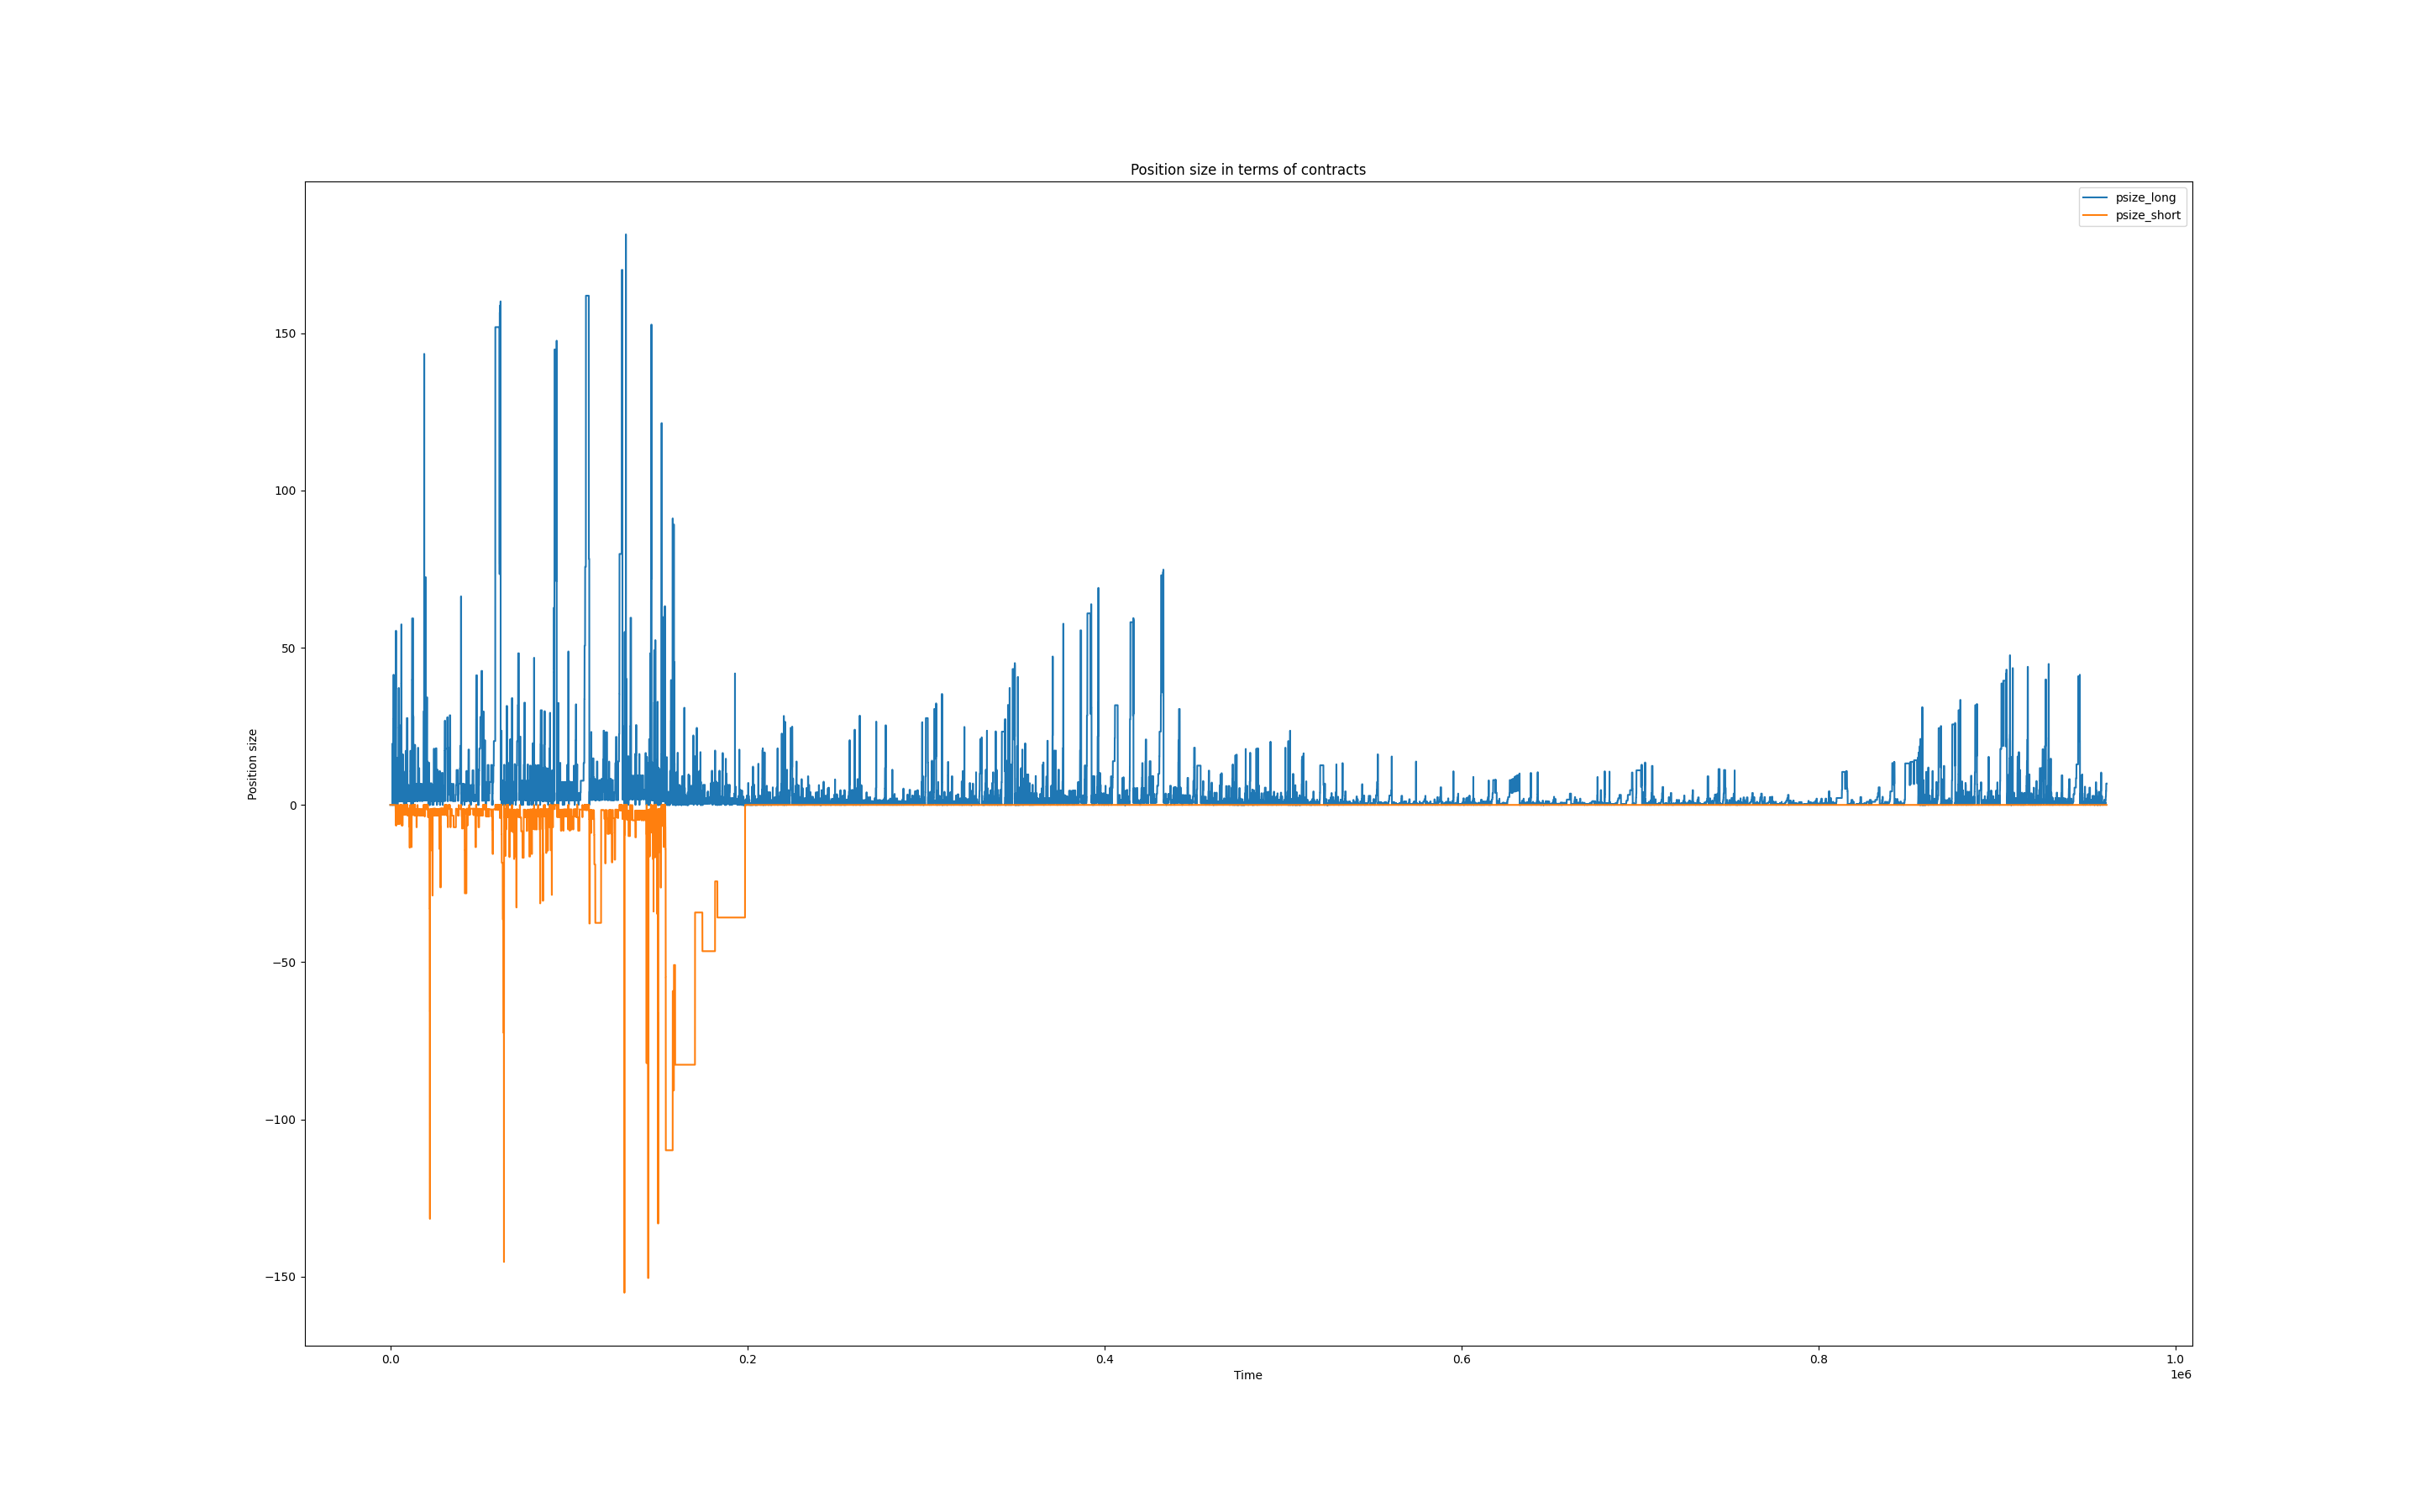 Position size in terms of contracts
psize_long
psize_short
Position size
150
100
50
0
−50
−100
−150
0.0
0.2
0.4
0.6
0.8
1.0
1e6
Time